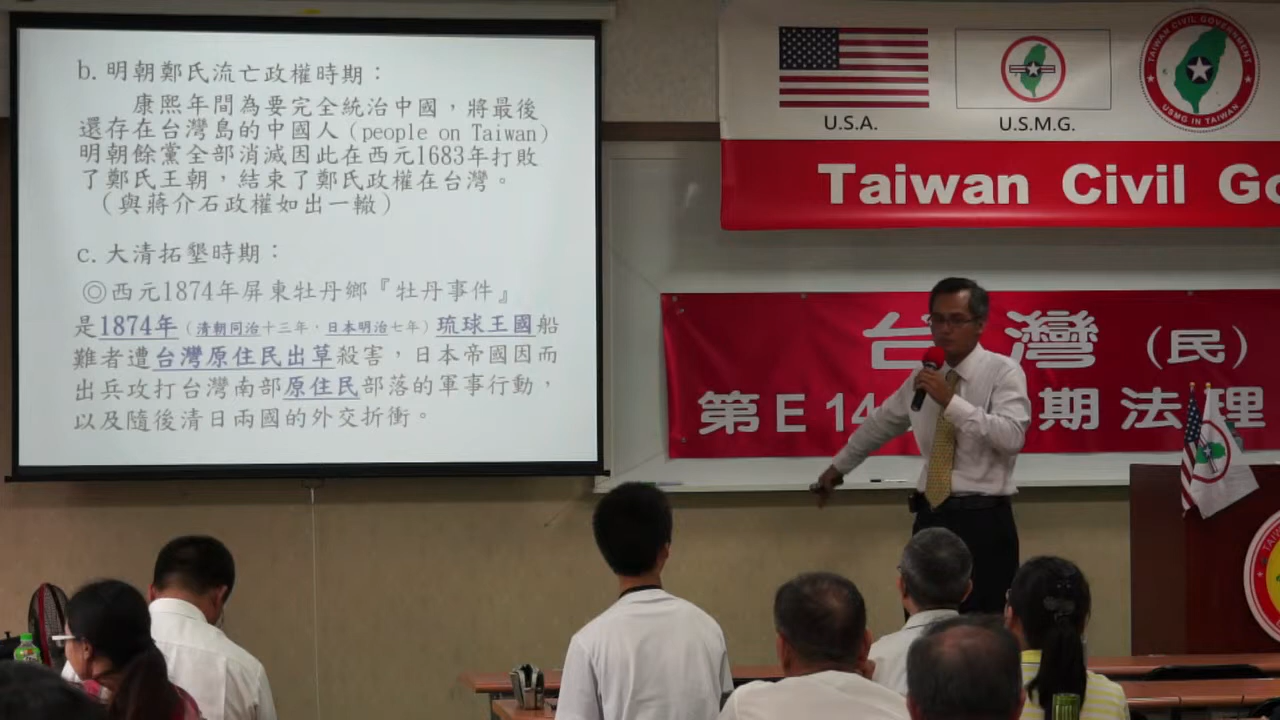 b.明朝鄭氏流亡政權時期：
康熙年間為要完全統治中國，將最後
還存在台灣島的中國人(people on Taiwan)
明朝餘黨全部消滅因此在西元1683年打敗
了鄭氏王朝，結束了鄭氏政權在台灣。
(與蔣介石政權如出一轍)
c.大清拓墾時期：
◎西元1874年屏東牡丹鄉『牡丹事件』
是1874年(清朝同治十三年．日本明治七年)琉球王國船
難者遭台灣原住民出草殺害，日本帝國因而
出兵攻打台灣南部原住民部落的軍事行動，
以及隨後清日兩國的外交折衝。
U.S.A.
U.S.M.G.
TAIWAN CIVIL GOVERNMENT
USMG IN TAIWAN
Taiwan Civil Go
台灣(民)
第E14
期法理